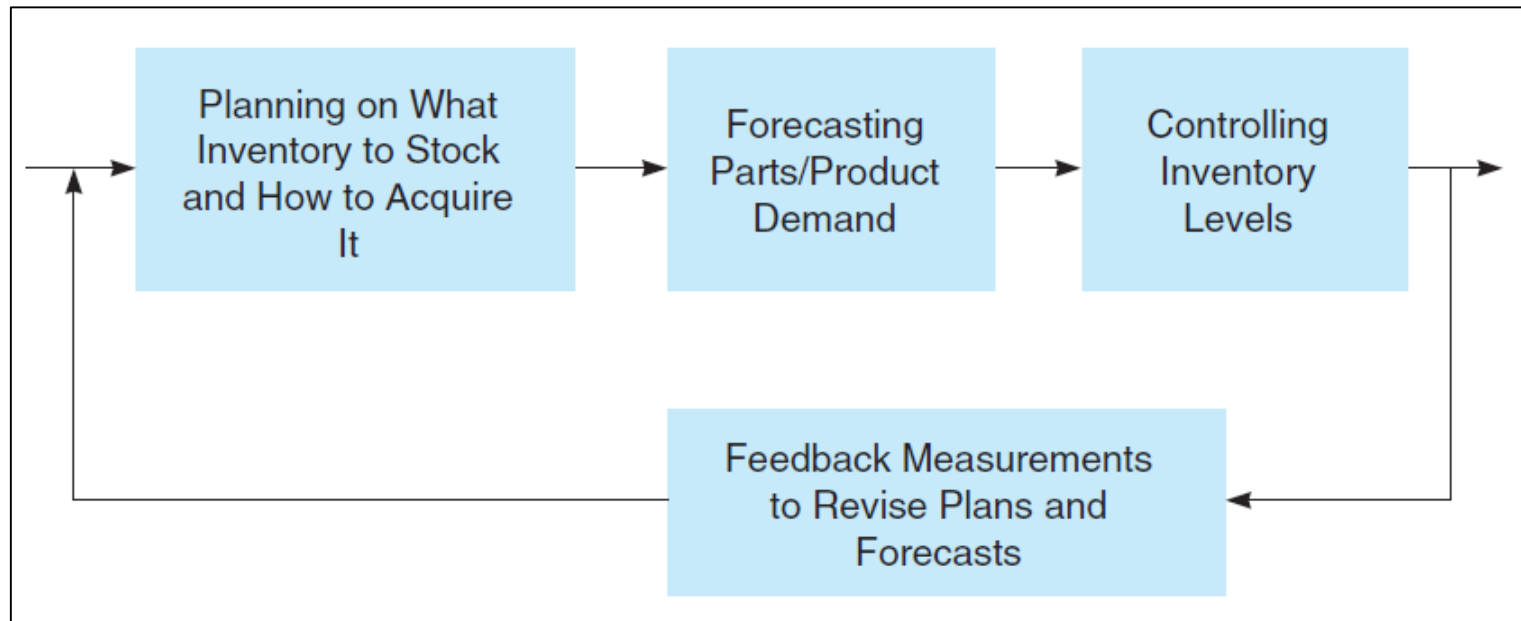 Planning on What
Inventory to Stock
and How to Acquire
It
Forecasting
Parts/Product
Demand
Controlling
Inventory
Levels
Feedback Measurements
to Revise Plans and
Forecasts